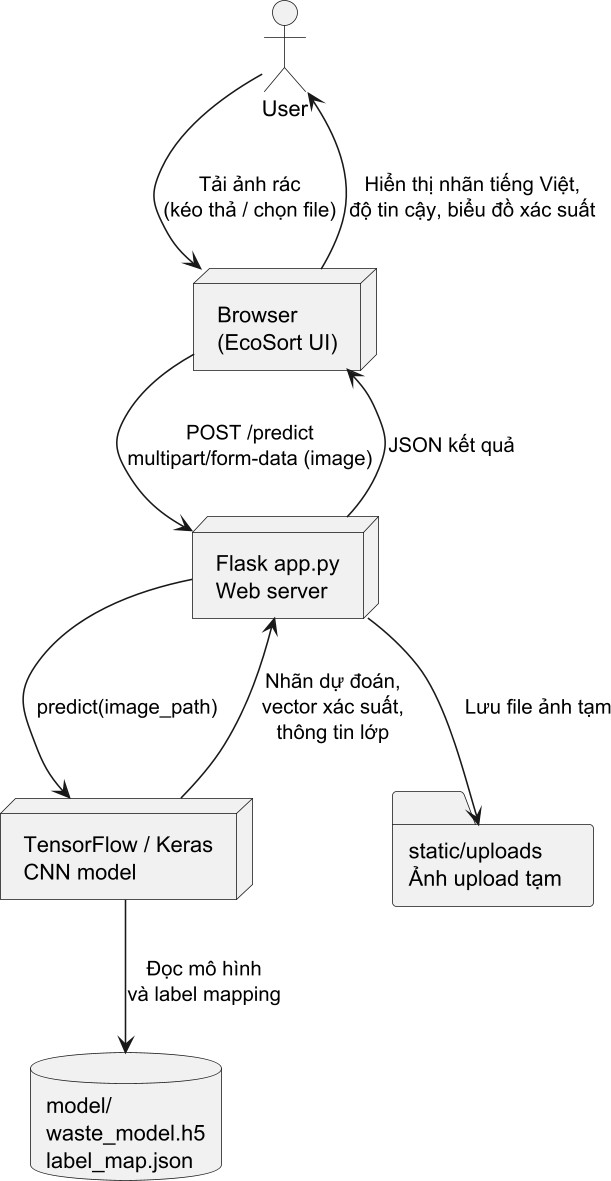 User
Tải ảnh rác
(kéo thả / chọn file)
Hiển thị nhãn tiếng Việt,
độ tin cậy, biểu đồ xác suất
Browser
(EcoSort UI)
POST /predict
multipart/form-data (image)
JSON kết quả
Flask app.py
Web server
predict(image_path)
Nhãn dự đoán,
vector xác suất,
thông tin lớp
Lưu file ảnh tạm
TensorFlow / Keras
CNN model
static/uploads
Ảnh upload tạm
Đọc mô hình
và label mapping
model/
waste_model.h5
label_map.json